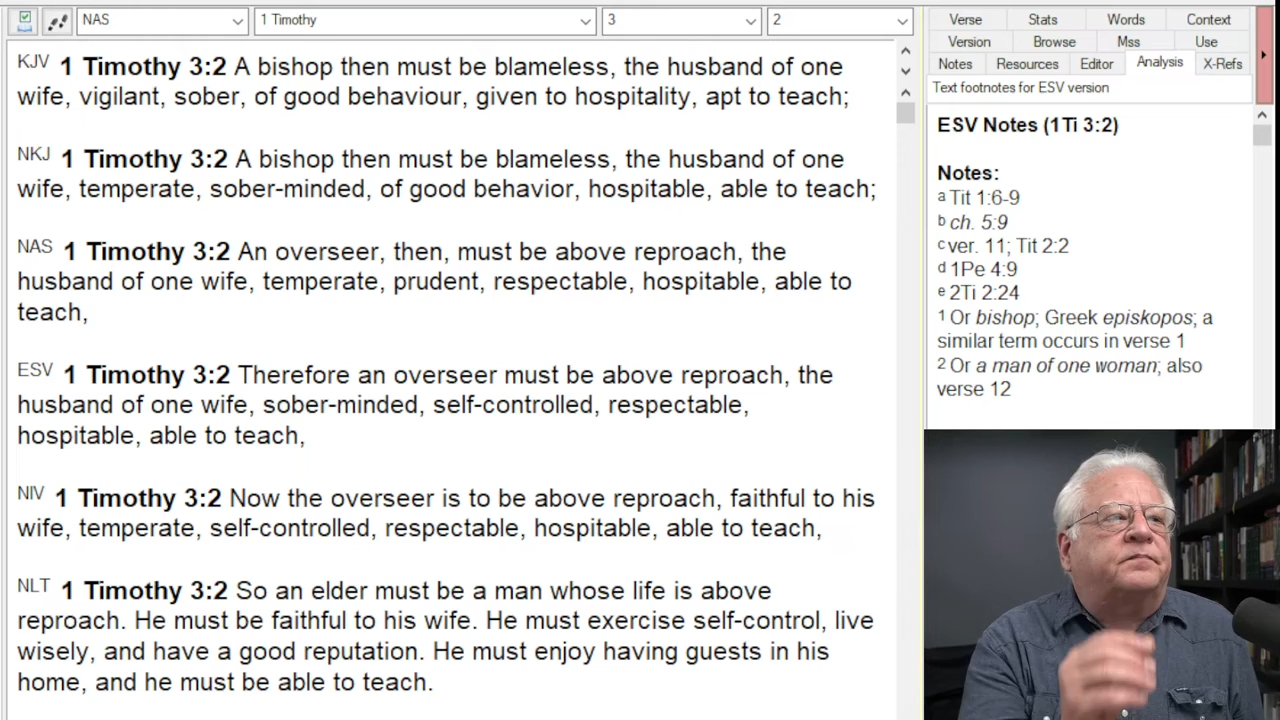 NAS 1 Timothy 3 2
KJV 1 Timothy 3:2 A bishop then must be blameless, the husband of one
wife, vigilant, sober, of good behaviour, given to hospitality, apt to teach;
NKJ 1 Timothy 3:2 A bishop then must be blameless, the husband of one
wife, temperate, sober-minded, of good behavior, hospitable, able to teach;
NAS 1 Timothy 3:2 An overseer, then, must be above reproach, the
husband of one wife, temperate, prudent, respectable, hospitable, able to
teach,
ESV 1 Timothy 3:2 Therefore an overseer must be above reproach, the
husband of one wife, sober-minded, self-controlled, respectable,
hospitable, able to teach,
NIV 1 Timothy 3:2 Now the overseer is to be above reproach, faithful to his
wife, temperate, self-controlled, respectable, hospitable, able to teach,
NLT 1 Timothy 3:2 So an elder must be a man whose life is above
reproach. He must be faithful to his wife. He must exercise self-control, live
wisely, and have a good reputation. He must enjoy having guests in his
home, and he must be able to teach.
Verse Stats Words Context
Version Browse Mss Use
Notes Resources Editor Analysis X-Refs
Text footnotes for ESV version
ESV Notes (1Ti 3:2)
Notes:
a Tit 1:6-9
b ch. 5:9
c ver. 11; Tit 2:2
d 1Pe 4:9
e 2Ti 2:24
1 Or bishop; Greek episkopos; a
similar term occurs in verse 1
2 Or a man of one woman; also
verse 12